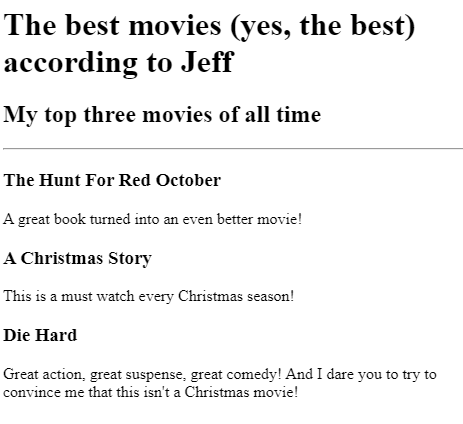 The best movies (yes, the best)
according to Jeff
My top three movies of all time
The Hunt For Red October
A great book turned into an even better movie!
A Christmas Story
This is a must watch every Christmas season!
Die Hard
Great action, great suspense, great comedy! And I dare you to try to
convince me that this isn't a Christmas movie!